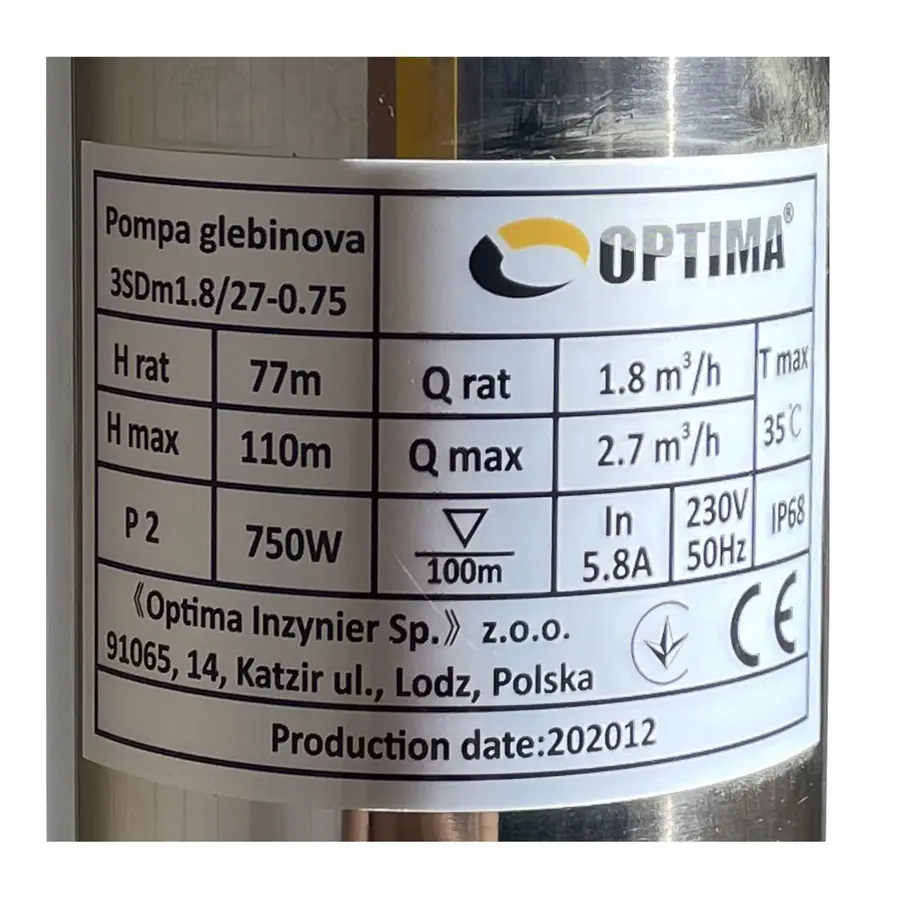 Pompa glebinova
3SDm1.8/27-0.75
OPTIMA®
H rat 77m Q rat 1.8 m³/h T max
H max 110m Q max 2.7 m³/h 35℃
P 2 750W 100m In 5.8A 230V 50Hz IP68
《Optima Inzynier Sp.》 z.o.o.
91065, 14, Katzir ul., Lodz, Polska
CE
Production date:202012